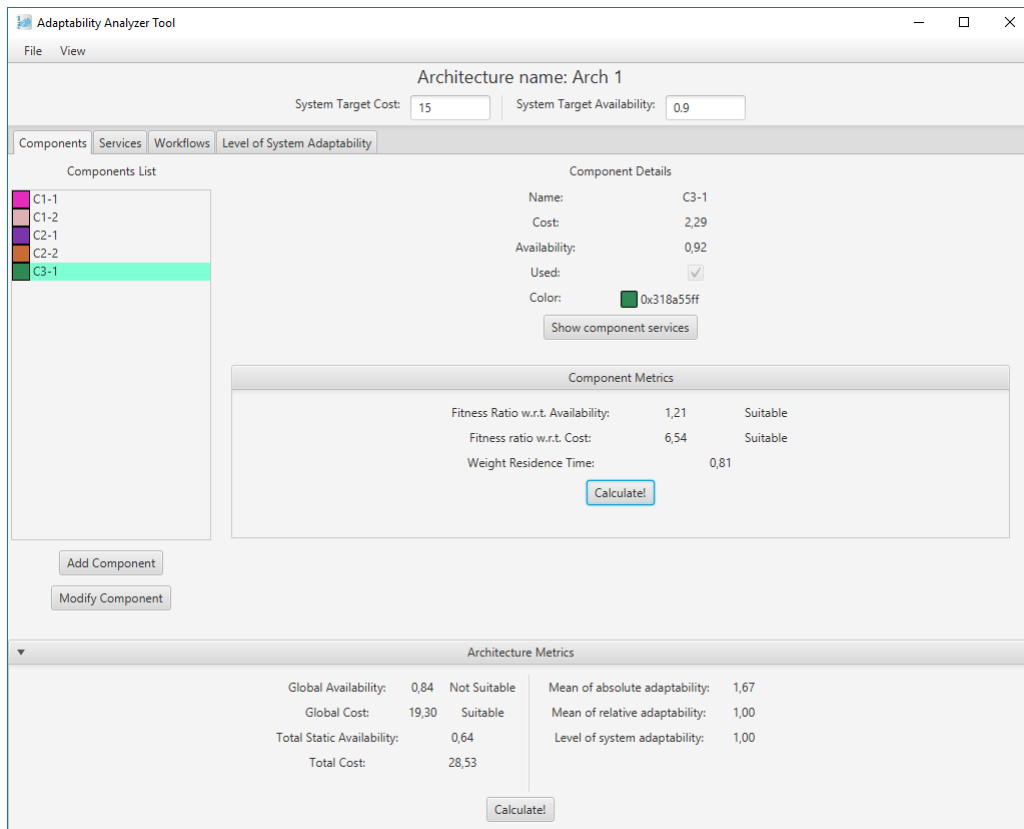 Adaptability Analyzer Tool
File View
Architecture name: Arch 1
System Target Cost: 15 System Target Availability: 0.9
Components Services Workflows Level of System Adaptability
Components List
C1-1
C1-2
C2-1
C2-2
C3-1
Add Component
Modify Component
Component Details
Name: C3-1
Cost: 2,29
Availability: 0,92
Used:
Color: 0x318a55ff
Show component services
Component Metrics
Fitness Ratio w.r.t. Availability: 1,21 Suitable
Fitness ratio w.r.t. Cost: 6,54 Suitable
Weight Residence Time: 0,81
Calculate!
Architecture Metrics
Global Availability: 0,84 Not Suitable
Global Cost: 19,30 Suitable
Total Static Availability: 0,64
Total Cost: 28,53
Mean of absolute adaptability: 1,67
Mean of relative adaptability: 1,00
Level of system adaptability: 1,00
Calculate!